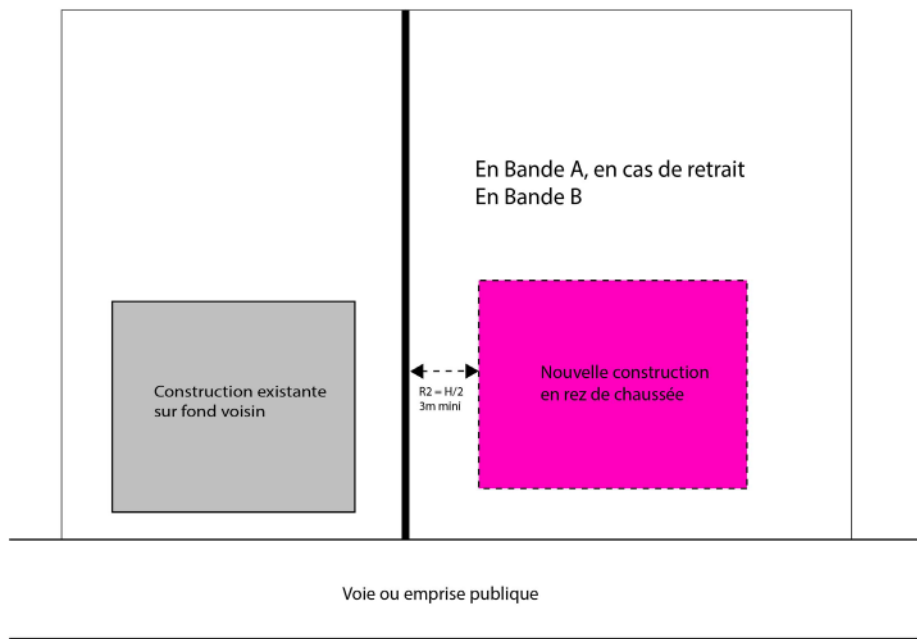 En Bande A, en cas de retrait
En Bande B
Construction existante
sur fond voisin
R2 = H/2
3m mini
Nouvelle construction
en rez de chaussée
Voie ou emprise publique